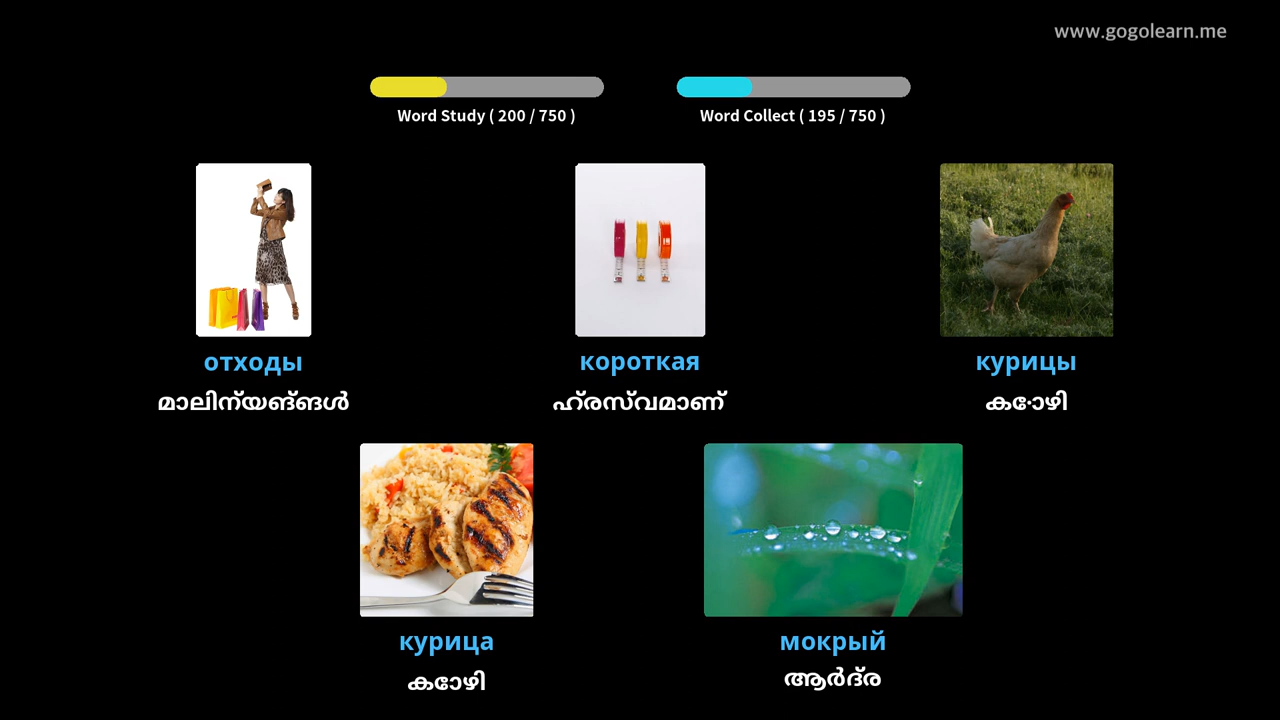 www.gogolearn.me
Word Study ( 200 / 750 )
Word Collect ( 195 / 750 )
отходы
മാലിന്യങ്ങൾ
короткая
ഹ്രസ്വമാണ്
курицы
കോഴി
курица
കോഴി
мокрый
ആർദ്ര